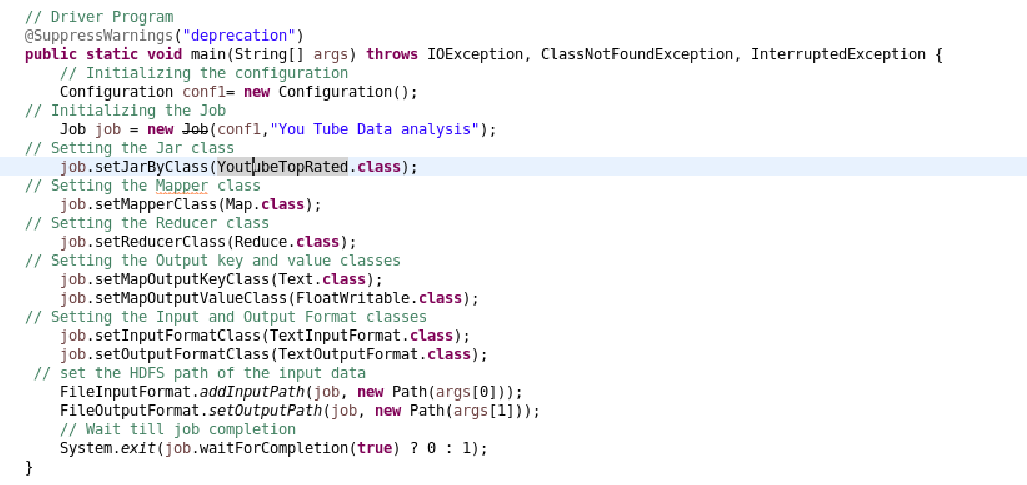 // Driver Program
@SuppressWarnings("deprecation")
public static void main(String[] args) throws IOException, ClassNotFoundException, InterruptedException {
    // Initializing the configuration
    Configuration conf1= new Configuration();
// Initializing the Job
    Job job = new Job(conf1,"You Tube Data analysis");
// Setting the Jar class
    job.setJarByClass(YoutubeTopRated.class);
// Setting the Mapper class
    job.setMapperClass(Map.class);
// Setting the Reducer class
    job.setReducerClass(Reduce.class);
// Setting the Output key and value classes
    job.setMapOutputKeyClass(Text.class);
    job.setMapOutputValueClass(FloatWritable.class);
// Setting the Input and Output Format classes
    job.setInputFormatClass(TextInputFormat.class);
    job.setOutputFormatClass(TextOutputFormat.class);
 // set the HDFS path of the input data
    FileInputFormat.addInputPath(job, new Path(args[0]));
    FileOutputFormat.setOutputPath(job, new Path(args[1]));
    // Wait till job completion
    System.exit(job.waitForCompletion(true) ? 0 : 1);
}